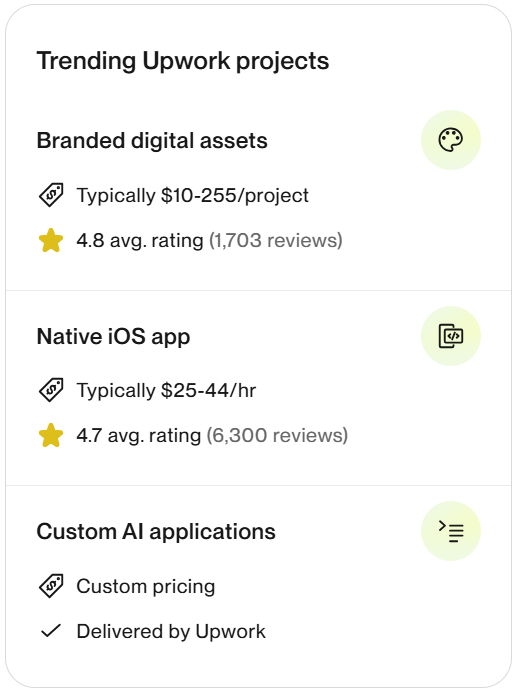 Trending Upwork projects
Branded digital assets
Typically $10-255/project
4.8 avg. rating (1,703 reviews)
Native iOS app
Typically $25-44/hr
4.7 avg. rating (6,300 reviews)
Custom AI applications
Custom pricing
Delivered by Upwork